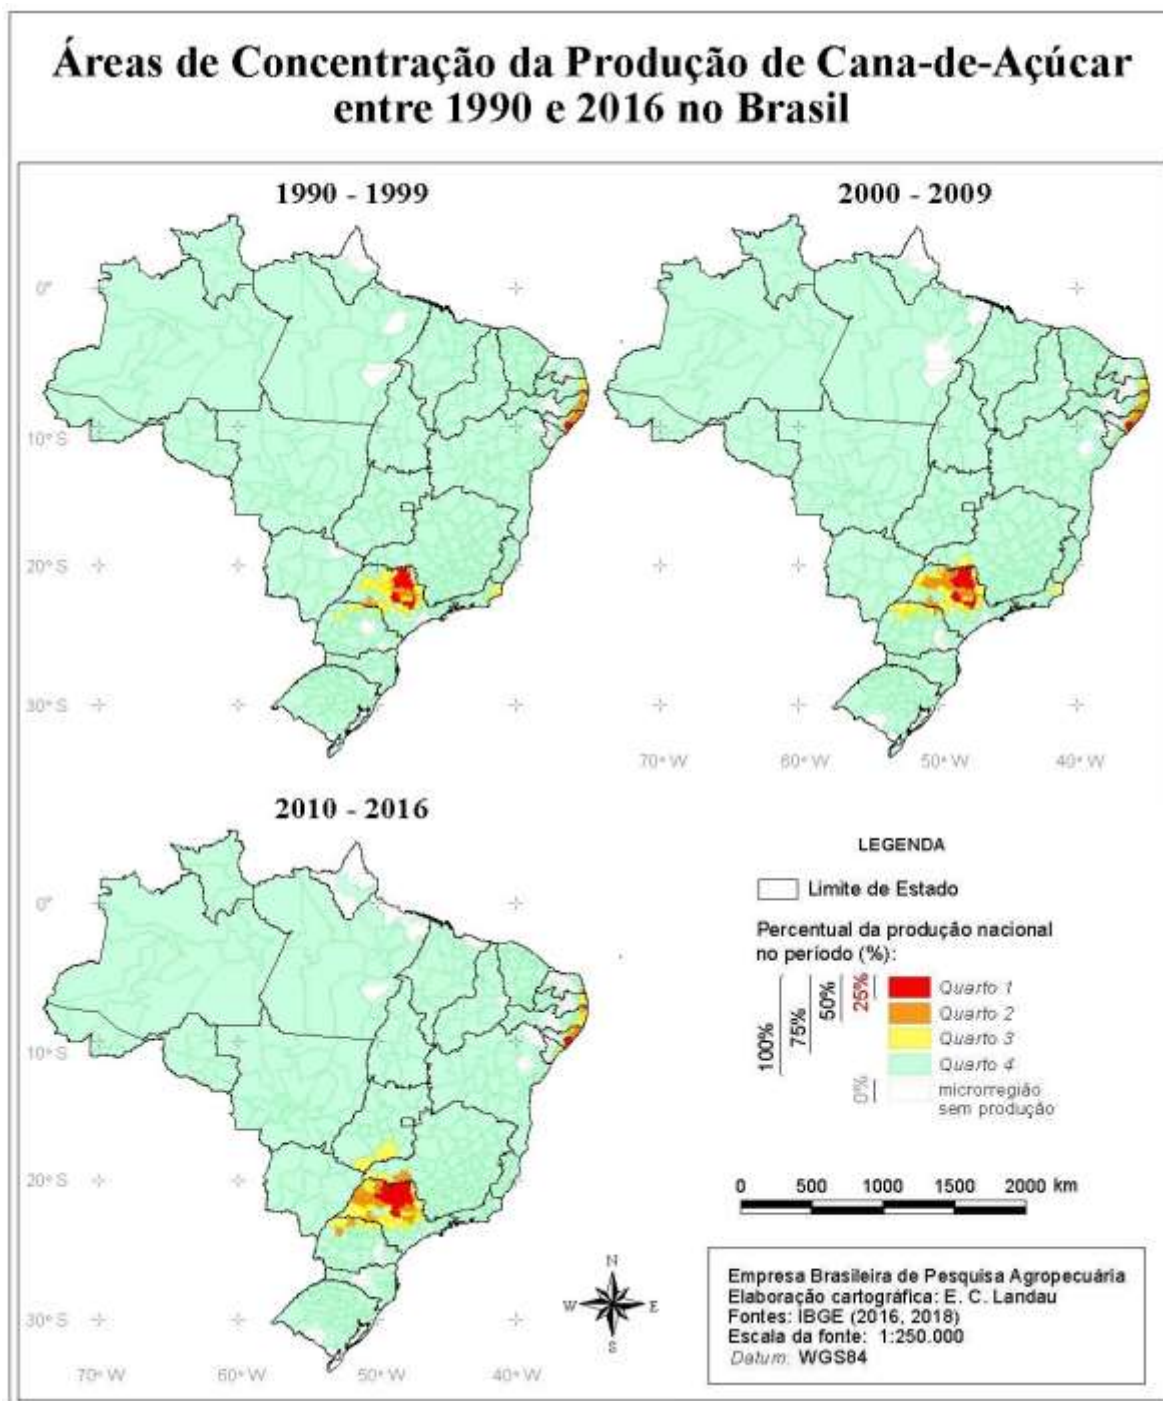 Áreas de Concentração da Produção de Cana-de-Açúcar
entre 1990 e 2016 no Brasil
1990 - 1999
2000 - 2009
0°
10° S
20° S
30° S
70° W
60° W
50° W
40° W
2010 - 2016
0°
10° S
20° S
30° S
70° W
60° W
50° W
40° W
LEGENDA
Limite de Estado
Percentual da produção nacional
no período (%):
100%
75%
50%
25%
Quarto 1
Quarto 2
Quarto 3
Quarto 4
0%
microrregião
sem produção
0 500 1000 1500 2000 km
N
W E
S
Empresa Brasileira de Pesquisa Agropecuária
Elaboração cartográfica: E. C. Landau
Fontes: IBGE (2016, 2018)
Escala da fonte: 1:250.000
Datum: WGS84